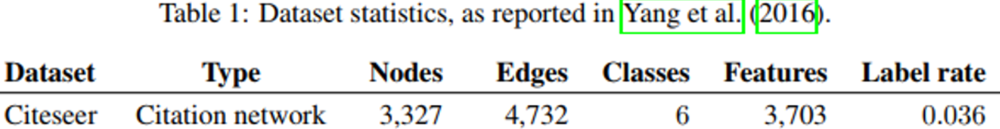 Table 1: Dataset statistics, as reported in Yang et al. (2016).
Dataset Type Nodes Edges Classes Features Label rate
Citeseer Citation network 3,327 4,732 6 3,703 0.036